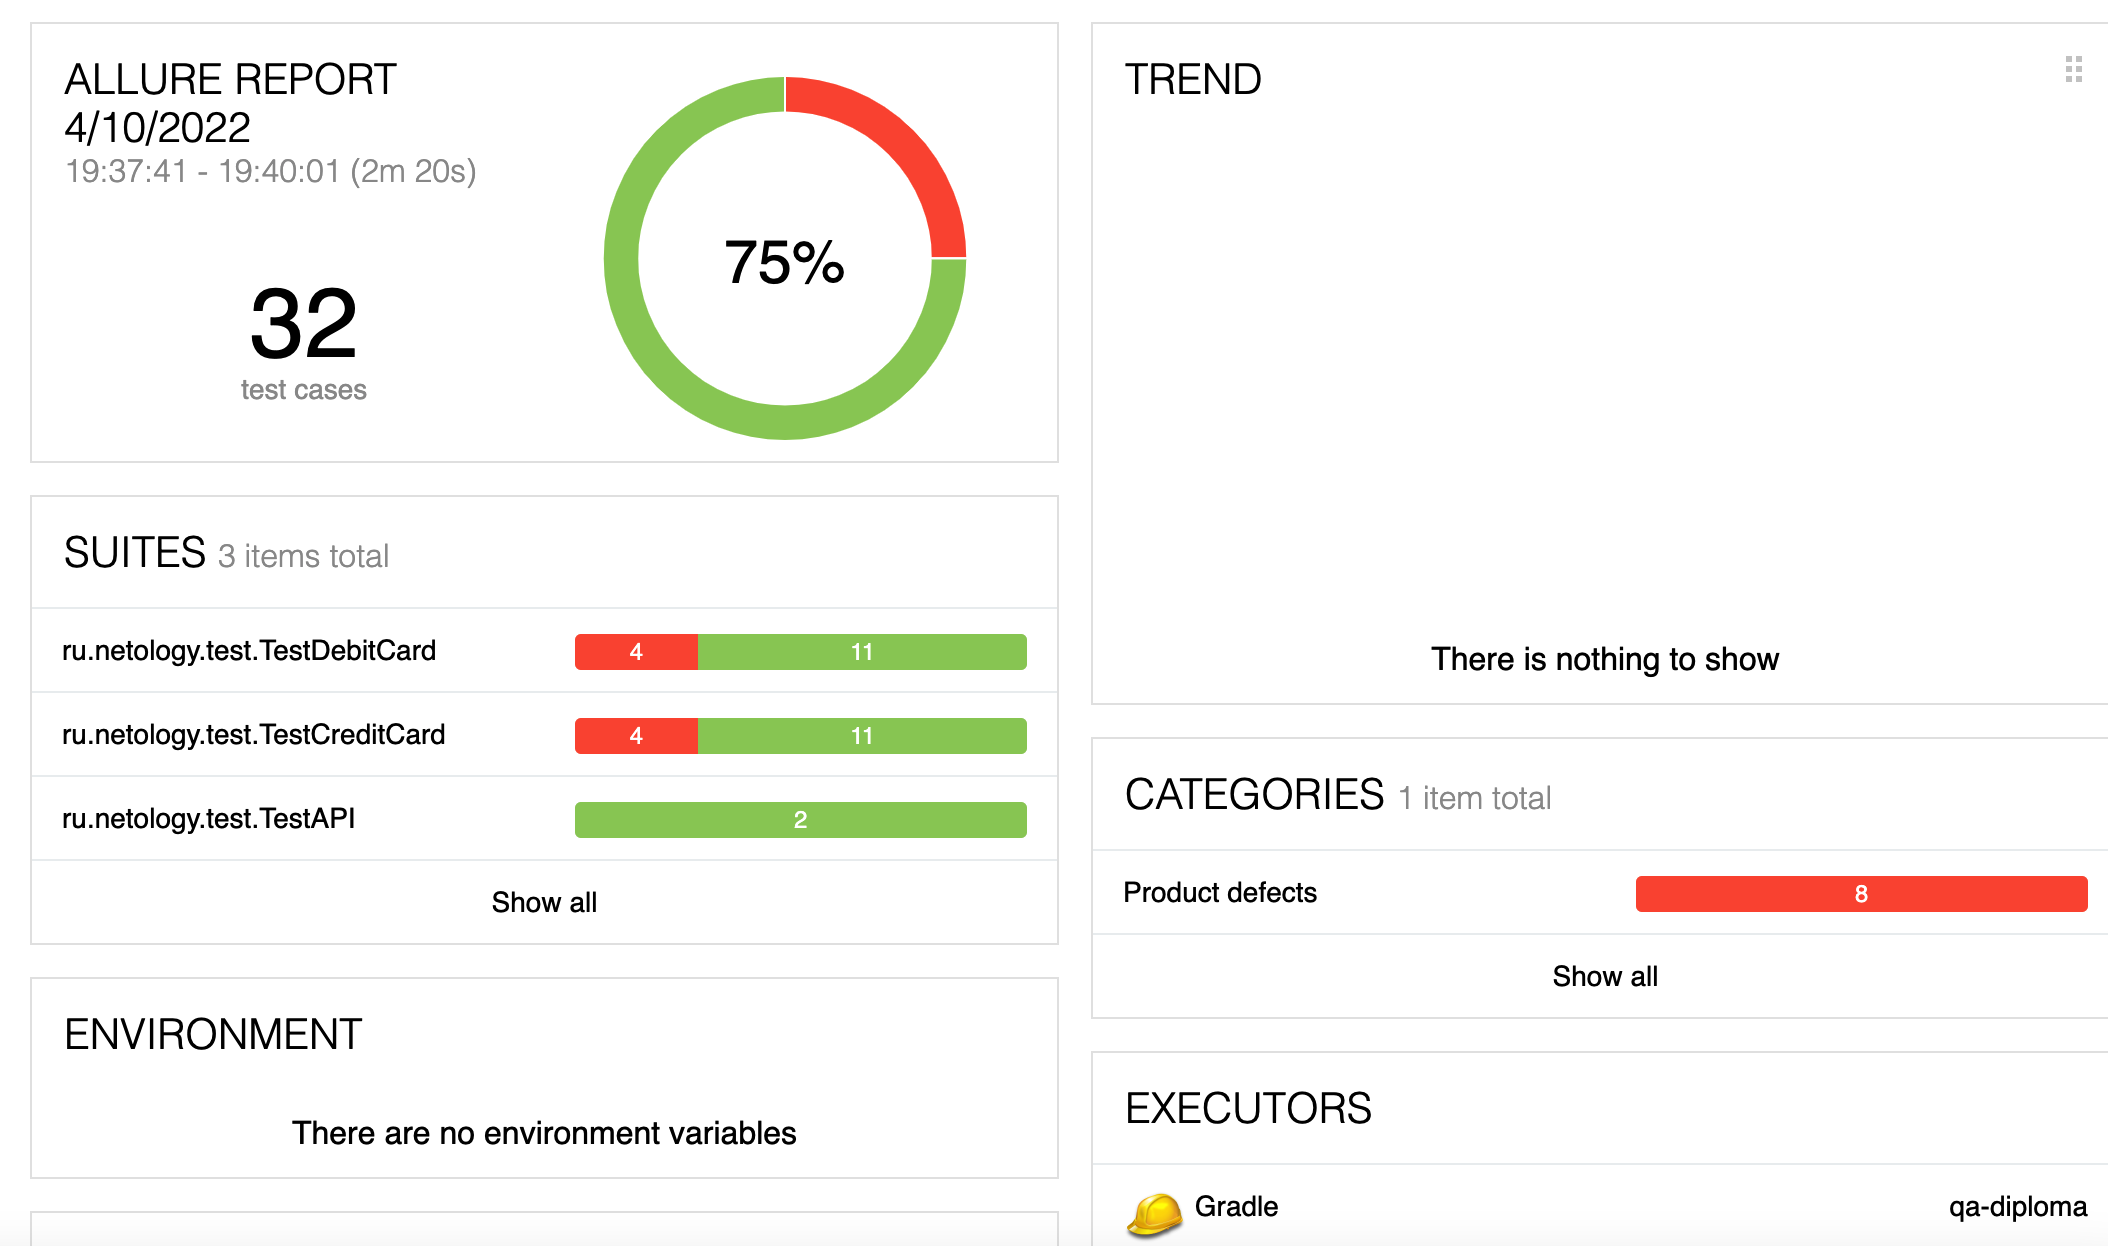 ALLURE REPORT
4/10/2022
19:37:41 - 19:40:01 (2m 20s)
32
test cases
75%
SUITES 3 items total
ru.netology.test.TestDebitCard 4 11
ru.netology.test.TestCreditCard 4 11
ru.netology.test.TestAPI 2
Show all
ENVIRONMENT
There are no environment variables
TREND
There is nothing to show
CATEGORIES 1 item total
Product defects 8
Show all
EXECUTORS
Gradle qa-diploma